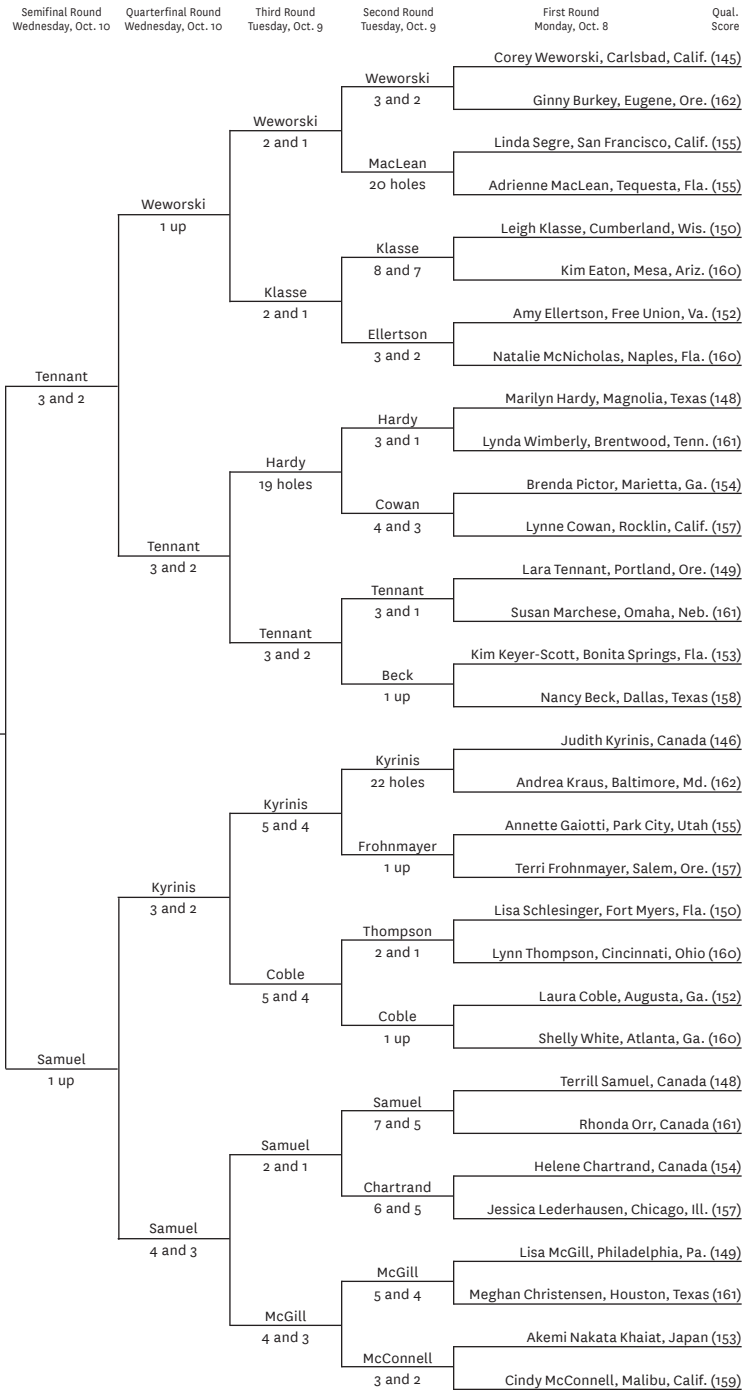 Semifinal Round
Wednesday, Oct. 10
Quarterfinal Round
Wednesday, Oct. 10
Third Round
Tuesday, Oct. 9
Second Round
Tuesday, Oct. 9
First Round
Monday, Oct. 8
Qual.
Score
Corey Weworski, Carlsbad, Calif. (145)
Weworski
3 and 2
Ginny Burkey, Eugene, Ore. (162)
Weworski
2 and 1
Linda Segre, San Francisco, Calif. (155)
MacLean
20 holes
Adrienne MacLean, Tequesta, Fla. (155)
Weworski
1 up
Leigh Klasse, Cumberland, Wis. (150)
Klasse
8 and 7
Kim Eaton, Mesa, Ariz. (160)
Klasse
2 and 1
Amy Ellertson, Free Union, Va. (152)
Ellertson
3 and 2
Natalie McNicholas, Naples, Fla. (160)
Tennant
3 and 2
Marilyn Hardy, Magnolia, Texas (148)
Hardy
3 and 1
Lynda Wimberly, Brentwood, Tenn. (161)
Hardy
19 holes
Brenda Pictor, Marietta, Ga. (154)
Cowan
4 and 3
Lynne Cowan, Rocklin, Calif. (157)
Tennant
3 and 2
Lara Tennant, Portland, Ore. (149)
Tennant
3 and 1
Susan Marchese, Omaha, Neb. (161)
Tennant
3 and 2
Kim Keyer-Scott, Bonita Springs, Fla. (153)
Beck
1 up
Nancy Beck, Dallas, Texas (158)
Judith Kyrinis, Canada (146)
Kyrinis
22 holes
Andrea Kraus, Baltimore, Md. (162)
Kyrinis
5 and 4
Annette Gaiotti, Park City, Utah (155)
Frohnmayer
1 up
Terri Frohnmayer, Salem, Ore. (157)
Kyrinis
3 and 2
Lisa Schlesinger, Fort Myers, Fla. (150)
Thompson
2 and 1
Lynn Thompson, Cincinnati, Ohio (160)
Coble
5 and 4
Laura Coble, Augusta, Ga. (152)
Coble
1 up
Shelly White, Atlanta, Ga. (160)
Samuel
1 up
Terrill Samuel, Canada (148)
Samuel
7 and 5
Rhonda Orr, Canada (161)
Samuel
2 and 1
Helene Chartrand, Canada (154)
Chartrand
6 and 5
Jessica Lederhausen, Chicago, Ill. (157)
Samuel
4 and 3
Lisa McGill, Philadelphia, Pa. (149)
McGill
5 and 4
Meghan Christensen, Houston, Texas (161)
McGill
4 and 3
Akemi Nakata Khaiat, Japan (153)
McConnell
3 and 2
Cindy McConnell, Malibu, Calif. (159)